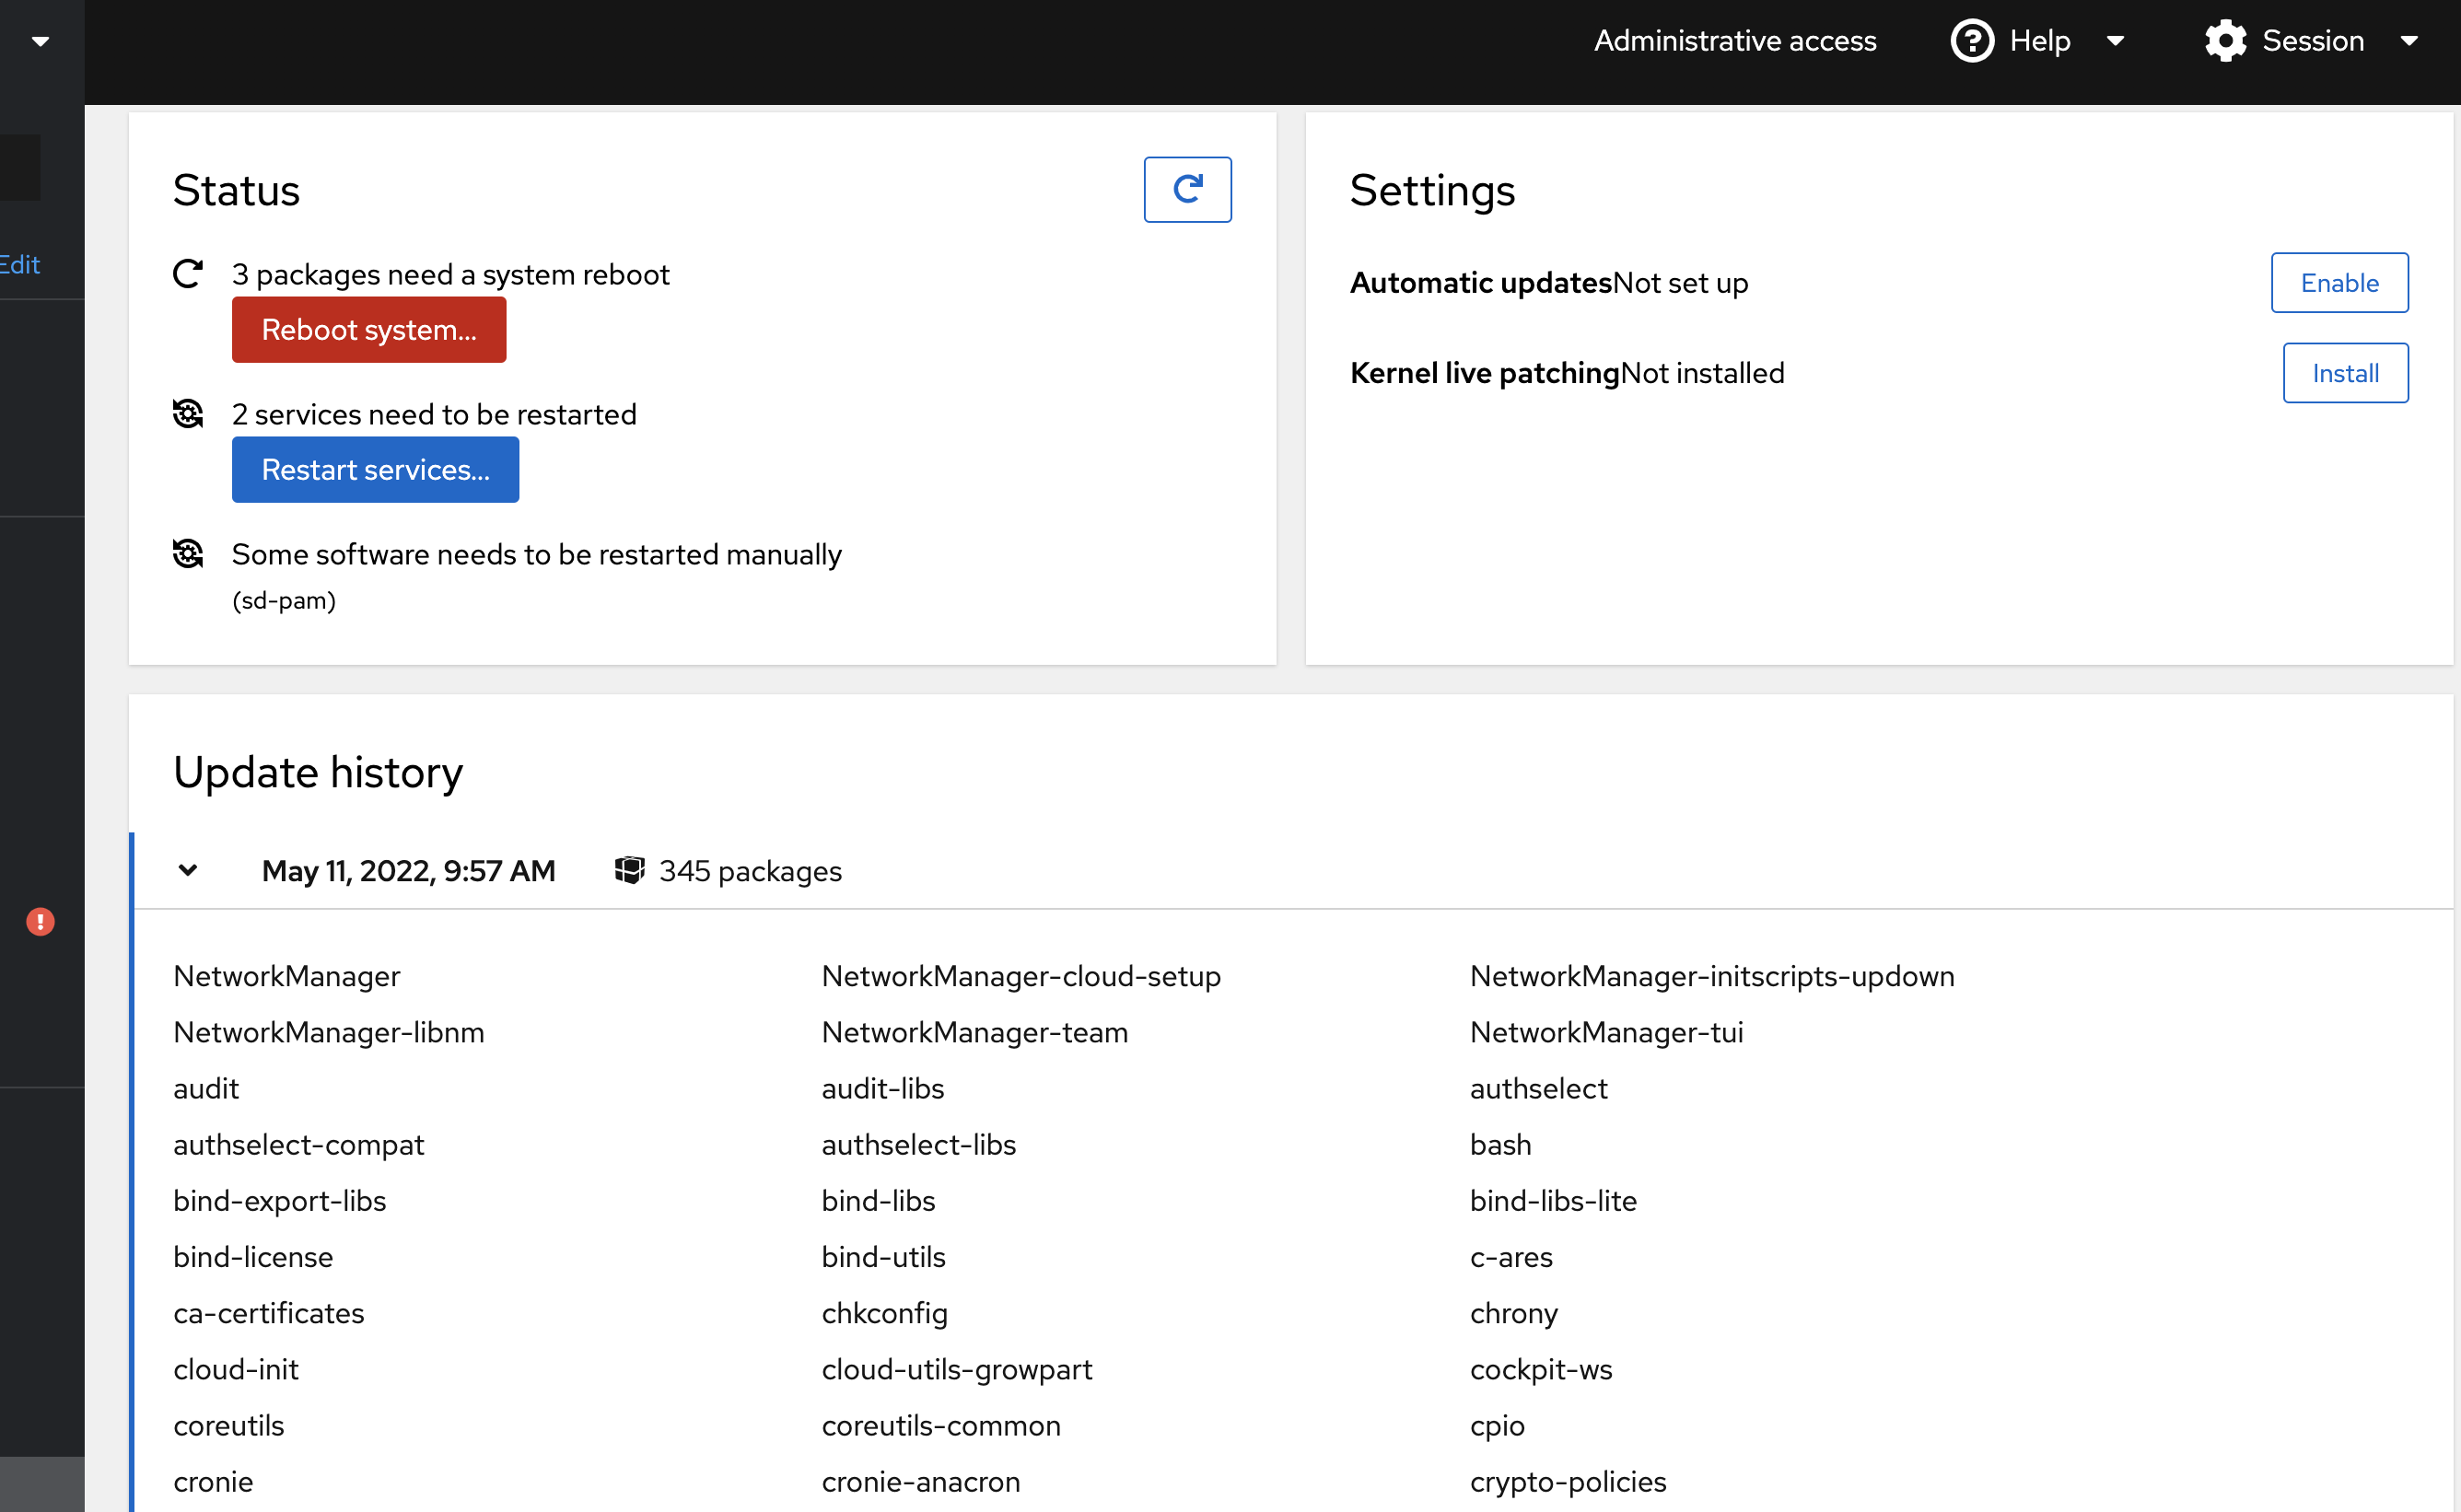 Administrative access
Help
Session
Edit
Status
3 packages need a system reboot
Reboot system...
2 services need to be restarted
Restart services...
Some software needs to be restarted manually
(sd-pam)
Settings
Automatic updatesNot set up
Enable
Kernel live patchingNot installed
Install
Update history
May 11, 2022, 9:57 AM 345 packages
NetworkManager NetworkManager-cloud-setup NetworkManager-initscripts-updown
NetworkManager-libnm NetworkManager-team NetworkManager-tui
audit audit-libs authselect
authselect-compat authselect-libs bash
bind-export-libs bind-libs bind-libs-lite
bind-license bind-utils c-ares
ca-certificates chkconfig chrony
cloud-init cloud-utils-growpart cockpit-ws
coreutils coreutils-common cpio
cronie cronie-anacron crypto-policies